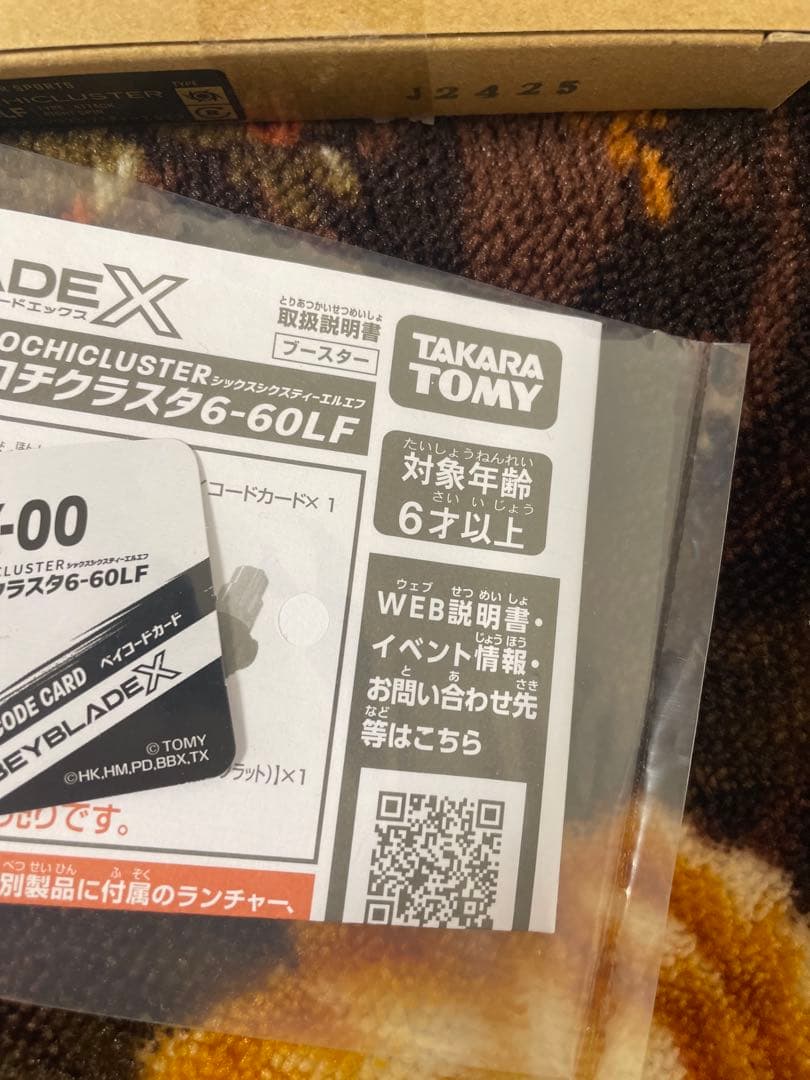 SPORTS
TYPE
HICLUSTER
LF
J2425
ADE X
ードエックス
とりあつかいせつめいしょ
取扱説明書
ブースター
TAKARA
TOMY
OCHICLUSTER シックスシクスティーエルエフ
ロチクラスタ6-60LF
たいしょうねんれい
対象年齢
さい い じょう
6才以上
イコードカード× 1
-00
CLUSTER シックスシクスティーエルエフ
クラスタ6-60LF
CODE CARD ベイコードカード
BEYBLADE X
© TOMY
©HK,HM,PD,BBX,TX
ウェブ せつ めい しょ
WEB説明書・
じょう ほう
イベント情報・
と あ さき
お問い合わせ先
など
等はこちら
ラット)】×1
売りです。
べつ せい ひん ふ ぞく
別製品に付属のランチャー、